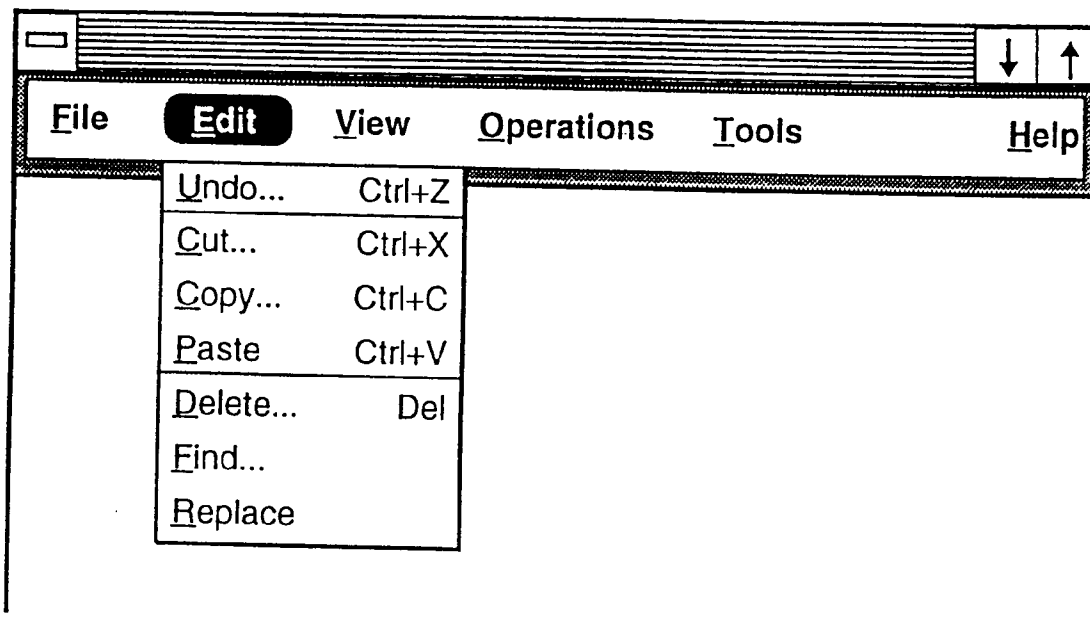 File Edit View Operations Tools Help
Undo... Ctrl+Z
Cut... Ctrl+X
Copy... Ctrl+C
Paste Ctrl+V
Delete... Del
Find...
Replace